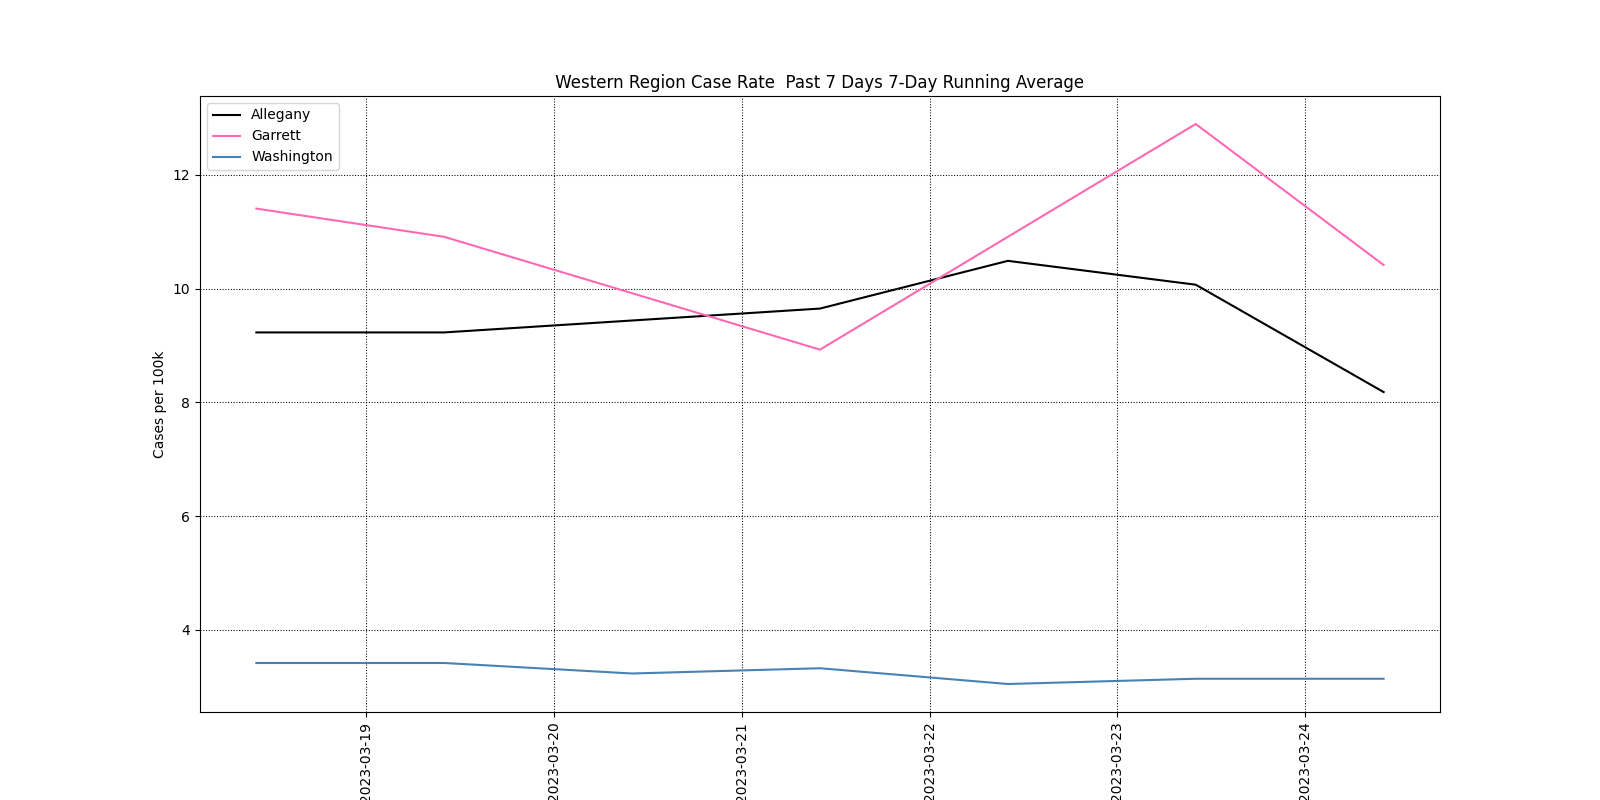 Western Region Case Rate  Past 7 Days 7-Day Running Average
Allegany
Garrett
Washington
12
10
8
6
4
Cases per 100k
2023-03-19
2023-03-20
2023-03-21
2023-03-22
2023-03-23
2023-03-24